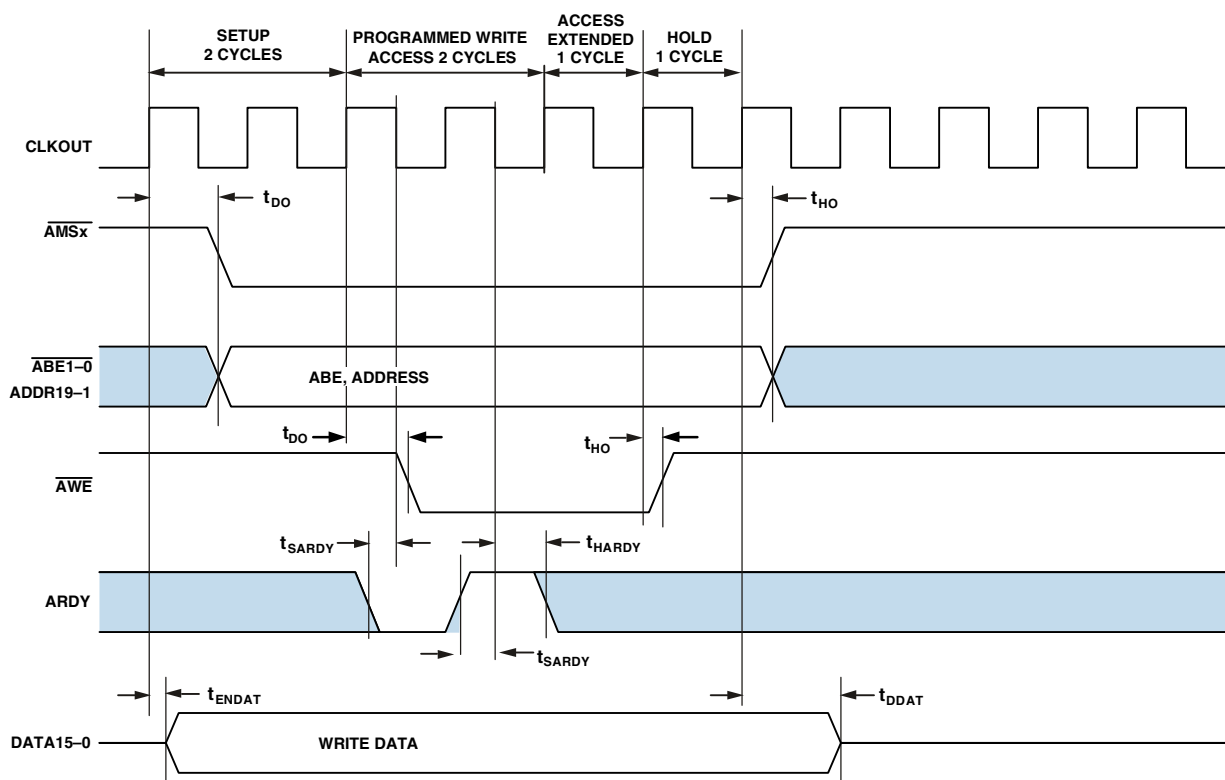 SETUP
2 CYCLES
PROGRAMMED WRITE
ACCESS 2 CYCLES
ACCESS
EXTENDED
1 CYCLE
HOLD
1 CYCLE
CLKOUT
tDO
tHO
AMSx
ABE1–0
ADDR19–1
ABE, ADDRESS
tDO
tHO
AWE
tSARDY
tHARDY
ARDY
tSARDY
tENDAT
tDDAT
DATA15–0
WRITE DATA